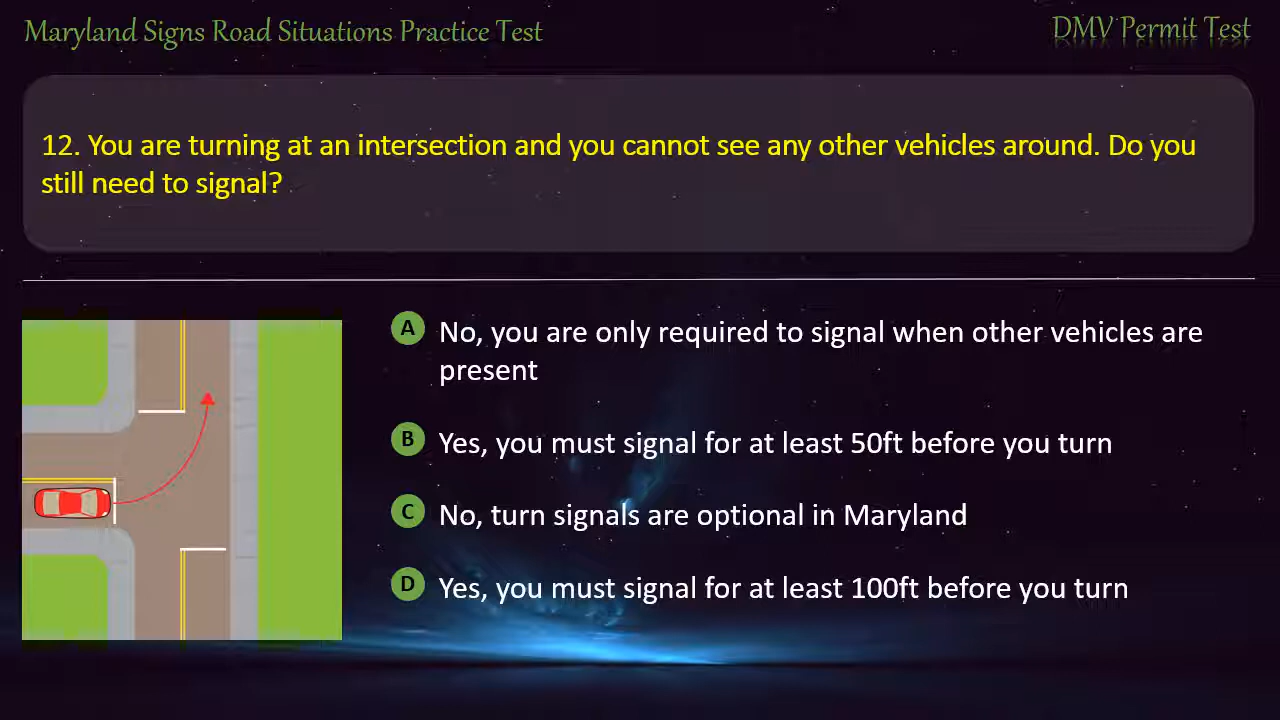 Maryland Signs Road Situations Practice Test
DMV Permit Test
12. You are turning at an intersection and you cannot see any other vehicles around. Do you
still need to signal?
A No, you are only required to signal when other vehicles are
present
B Yes, you must signal for at least 50ft before you turn
C No, turn signals are optional in Maryland
D Yes, you must signal for at least 100ft before you turn